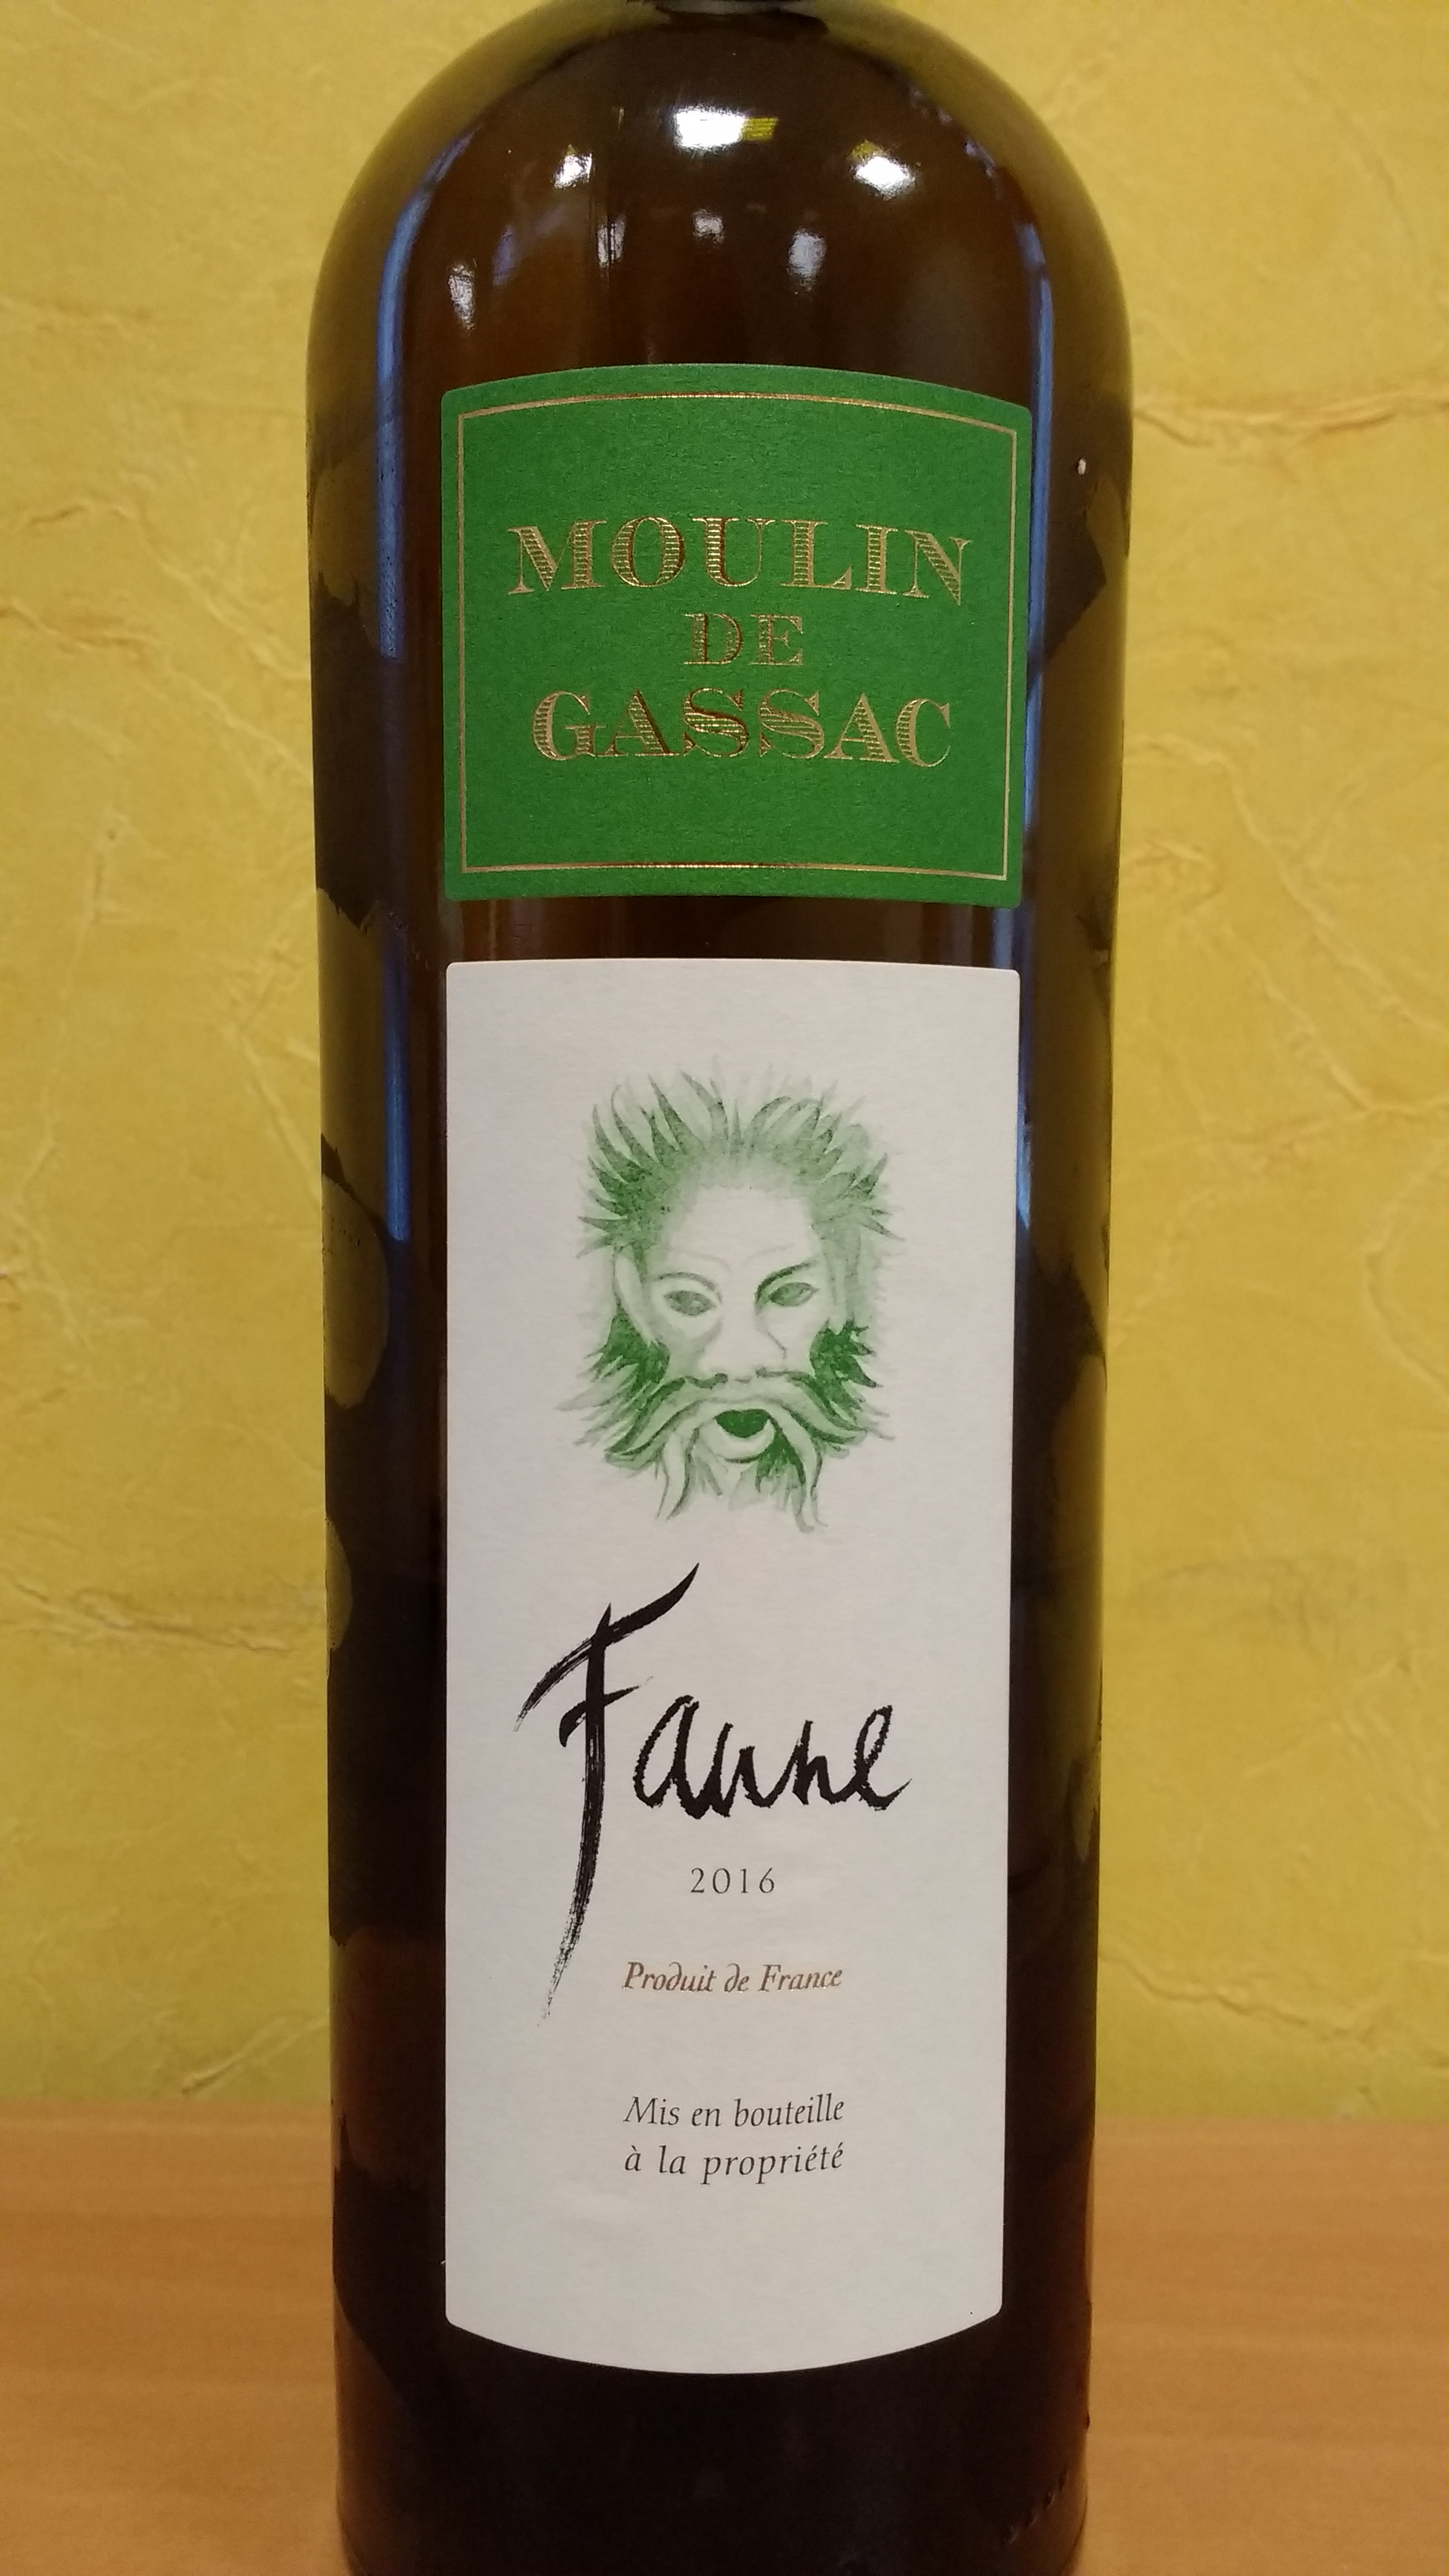 MOULIN
DE
GASSAC
Faune
2016
Produit de France
Mis en bouteille
à la propriété